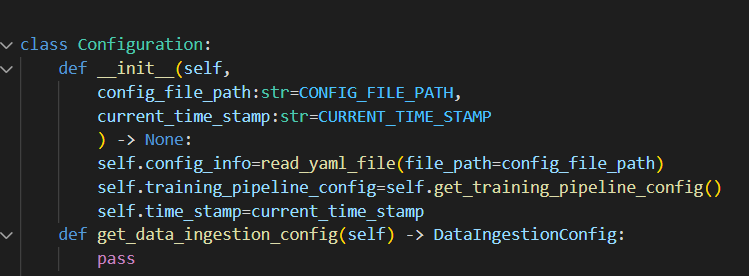 class Configuration:
    def __init__(self,
        config_file_path:str=CONFIG_FILE_PATH,
        current_time_stamp:str=CURRENT_TIME_STAMP
        ) -> None:
        self.config_info=read_yaml_file(file_path=config_file_path)
        self.training_pipeline_config=self.get_training_pipeline_config()
        self.time_stamp=current_time_stamp
    def get_data_ingestion_config(self) -> DataIngestionConfig:
        pass